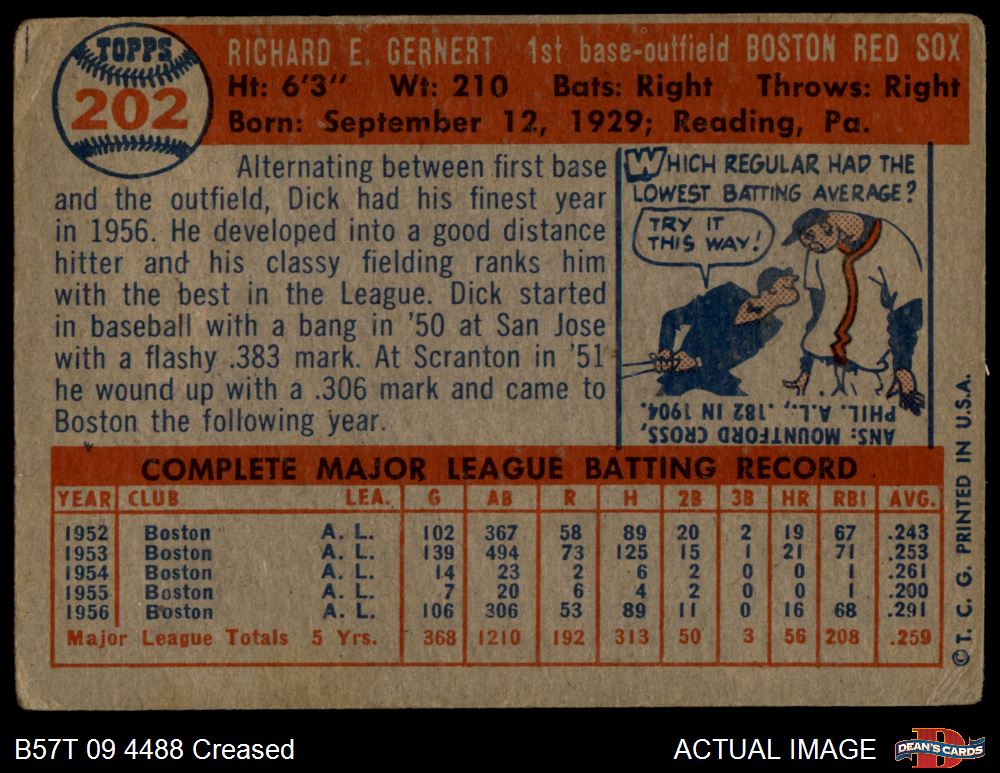 TOPPS
202
RICHARD E. GERNERT 1st base-outfield BOSTON RED SOX
Ht: 6'3" Wt: 210 Bats: Right Throws: Right
Born: September 12, 1929; Reading, Pa.
Alternating between first base
and the outfield, Dick had his finest year
in 1956. He developed into a good distance
hitter and his classy fielding ranks him
with the best in the League. Dick started
in baseball with a bang in '50 at San Jose
with a flashy .383 mark. At Scranton in '51
he wound up with a .306 mark and came to
Boston the following year.
WHICH REGULAR HAD THE
LOWEST BATTING AVERAGE?
TRY IT
THIS WAY!
ANS: MOUNTFORD CROSS,
PHIL. A.L., .182 IN 1904.
COMPLETE MAJOR LEAGUE BATTING RECORD
YEAR CLUB LEA. G AB R H 2B 3B HR RBI AVG.
1952 Boston A. L. 102 367 58 89 20 2 19 67 .243
1953 Boston A. L. 139 494 73 125 15 1 21 71 .253
1954 Boston A. L. 14 23 2 6 2 0 0 1 .261
1955 Boston A. L. 7 20 6 4 2 0 0 1 .200
1956 Boston A. L. 106 306 53 89 11 0 16 68 .291
Major League Totals 5 Yrs. 368 1210 192 313 50 3 56 208 .259
© T. C. G. PRINTED IN U.S.A.
B57T 09 4488 Creased
ACTUAL IMAGE
DEAN'S CARDS